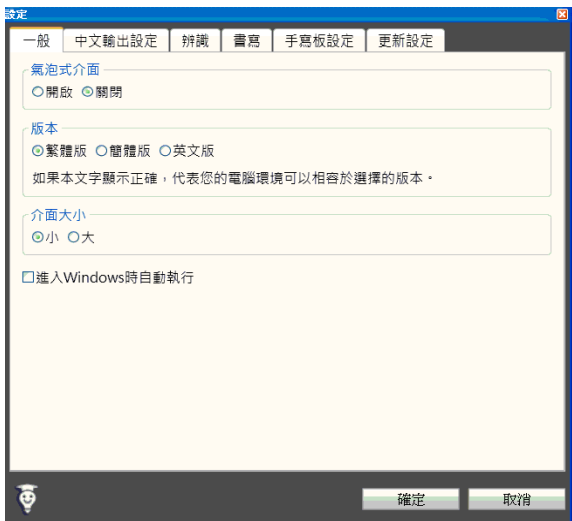 設定
一般 中文輸出設定 辨識 書寫 手寫板設定 更新設定
氣泡式介面
開啟 關閉
版本
繁體版 簡體版 英文版
如果本文字顯示正確，代表您的電腦環境可以相容於選擇的版本。
介面大小
小 大
進入Windows時自動執行
確定 取消